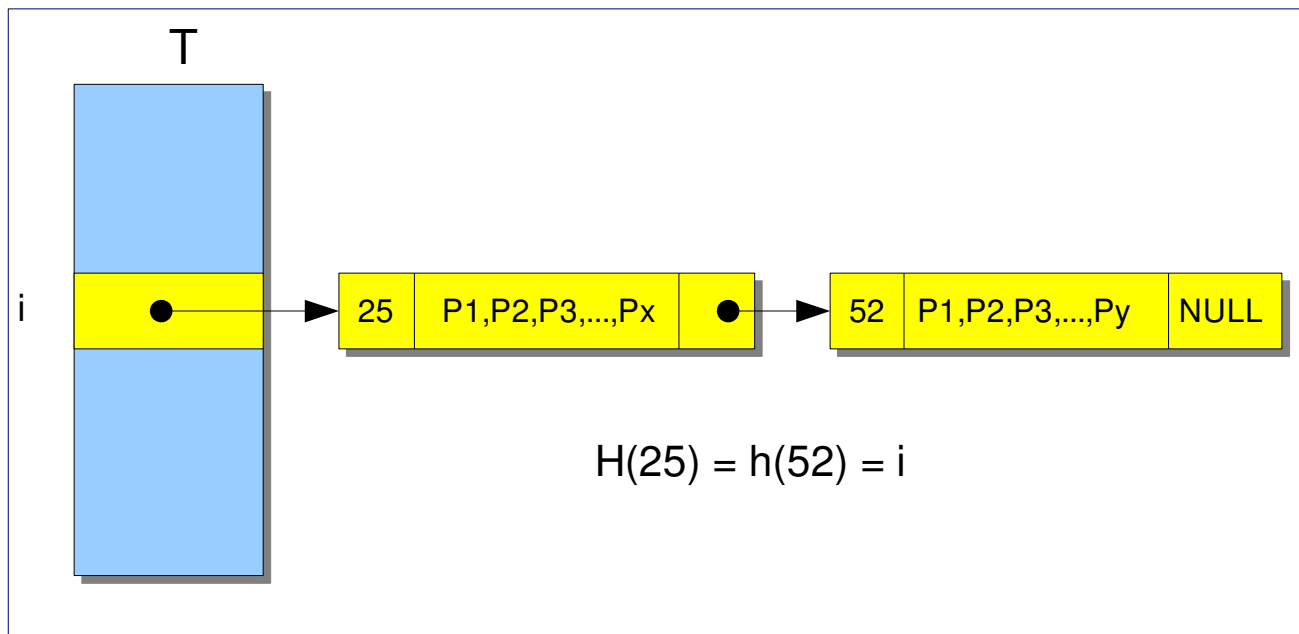 T
i
25 P1,P2,P3,...,Px
52 P1,P2,P3,...,Py NULL
H(25) = h(52) = i